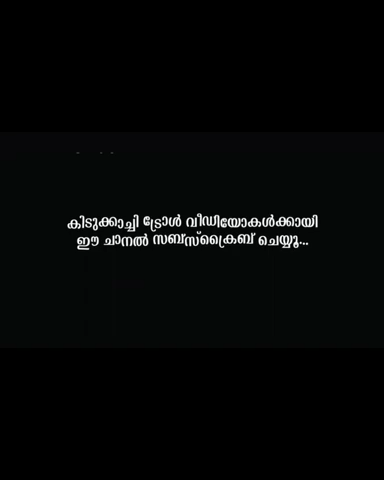 കിടുക്കാച്ചി ട്രോൾ വീഡിയോകൾക്കായി
ഈ ചാനൽ സബ്സ്ക്രൈബ് ചെയ്യൂ...